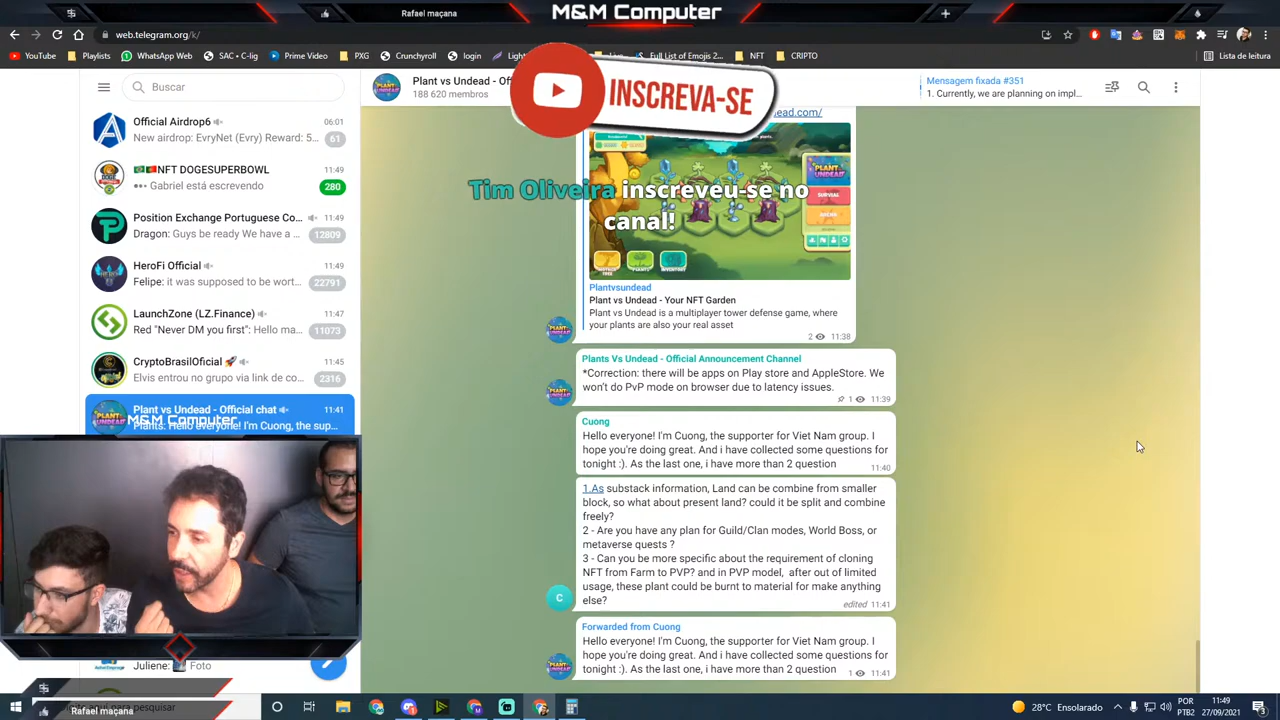 Rafael maçana
M&M Computer
web.telegram.org/k/
YouTube
Playlists
WhatsApp Web
SAC + C-lig
Prime Video
PXG
Crunchyroll
login
Full List of Emojis 2...
NFT
CRIPTO
Lista de leitura
Buscar
Plant vs Undead - O
188 620 membros
Mensagem fixada #351
1. Currently, we are planning on impl...
INSCREVA-SE
Tim Oliveira inscreveu-se no
canal!
Official Airdrop6
06:01
New airdrop: EvryNet (Evry) Reward: 5...
61
NFT DOGESUPERBOWL
11:49
••• Gabriel está escrevendo
280
Position Exchange Portuguese Co...
11:49
Dragon: Guys be ready We have a ...
12809
HeroFi Official
11:49
Felipe: it was supposed to be wort...
22791
LaunchZone (LZ.Finance)
11:47
Red "Never DM you first": Hello ma...
11073
CryptoBrasilOficial 🚀
11:45
Elvis entrou no grupo via link de co...
2316
Plant vs Undead - Official chat
11:41
Plants: Hello everyone! I'm Cuong, the sup...
M&M Computer
Juliene: Foto
ead.com/
PLANT
UNDEAD
PLANTS
INVENTORY
Plantvsundead
Plant vs Undead - Your NFT Garden
Plant vs Undead is a multiplayer tower defense game, where
your plants are also your real asset
2 11:38
Plants Vs Undead - Official Announcement Channel
*Correction: there will be apps on Play store and AppleStore. We
won't do PvP mode on browser due to latency issues.
1 11:39
Cuong
Hello everyone! I'm Cuong, the supporter for Viet Nam group. I
hope you're doing great. And i have collected some questions for
tonight :). As the last one, i have more than 2 question
11:40
1.As substack information, Land can be combine from smaller
block, so what about present land? could it be split and combine
freely?
2 - Are you have any plan for Guild/Clan modes, World Boss, or
metaverse quests ?
3 - Can you be more specific about the requirement of cloning
NFT from Farm to PVP? and in PVP model, after out of limited
usage, these plant could be burnt to material for make anything
else?
edited 11:41
C
Forwarded from Cuong
Hello everyone! I'm Cuong, the supporter for Viet Nam group. I
hope you're doing great. And i have collected some questions for
tonight :). As the last one, i have more than 2 question
1 11:41
aqui para pesquisar
Rafael maçana
28°C Ensolarado
POR
PTB2
11:49
27/09/2021
3